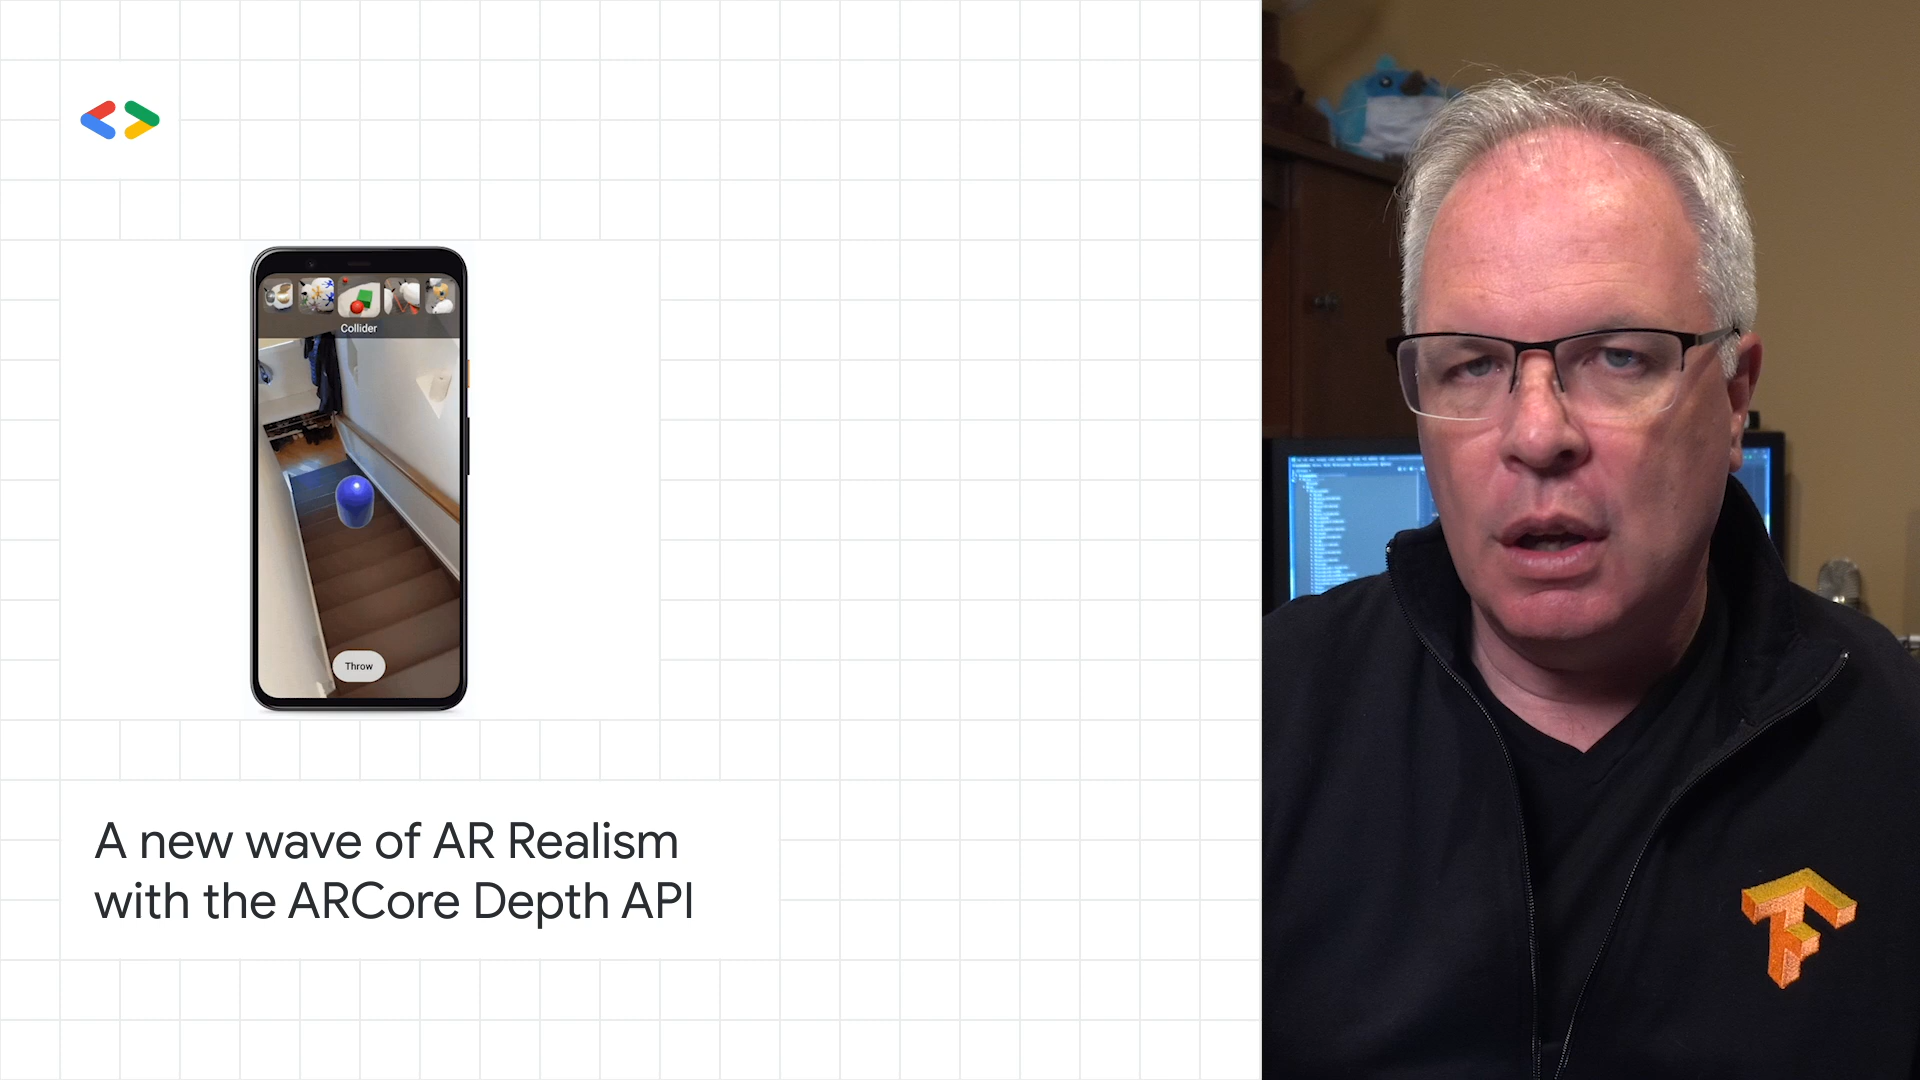 Collider
Throw
A new wave of AR Realism
with the ARCore Depth API